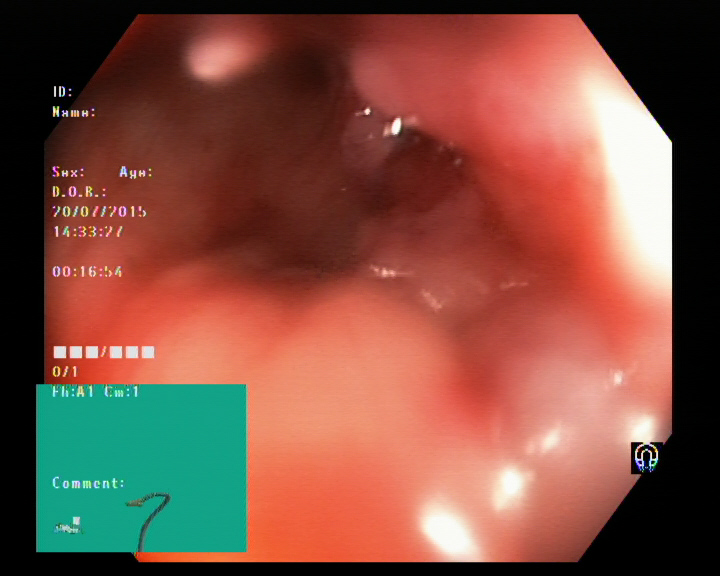 ID:
Name:
Sex: Age:
D.O.B.:
20/07/2015
14:33:27
00:16:54
■■■/■■■
0/1
Eh:A1 Cm:1
Comment: